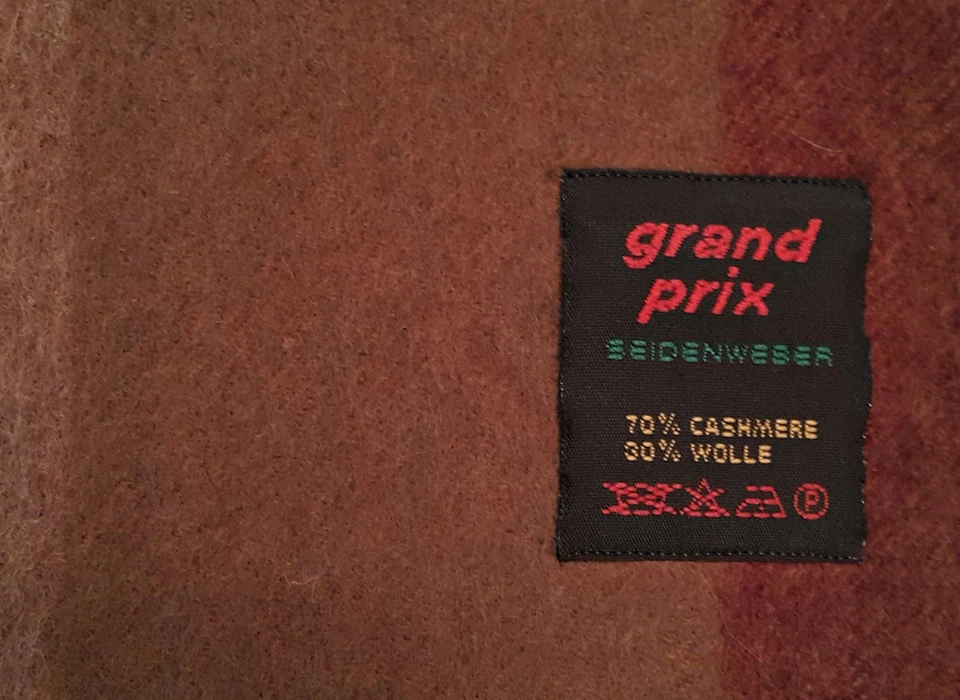 grand
prix
SEIDENWEBER
70% CASHMERE
30% WOLLE
P